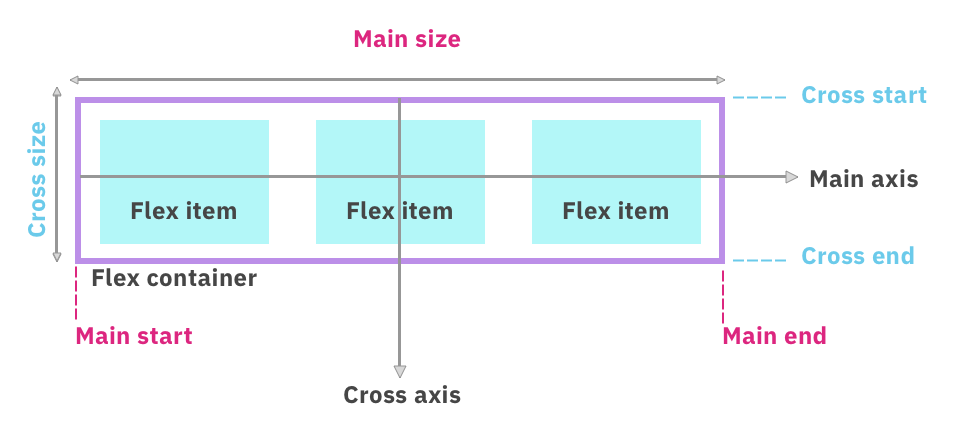 Main size
Cross start
Cross size
Main axis
Flex item
Flex item
Flex item
Cross end
Flex container
Main start
Main end
Cross axis